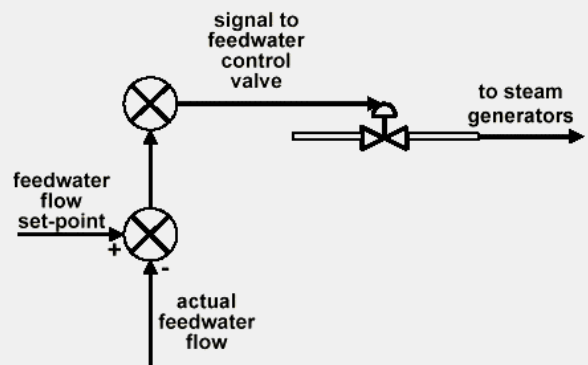 signal to
feedwater
control
valve
to steam
generators
feedwater
flow
set-point
+
-
actual
feedwater
flow